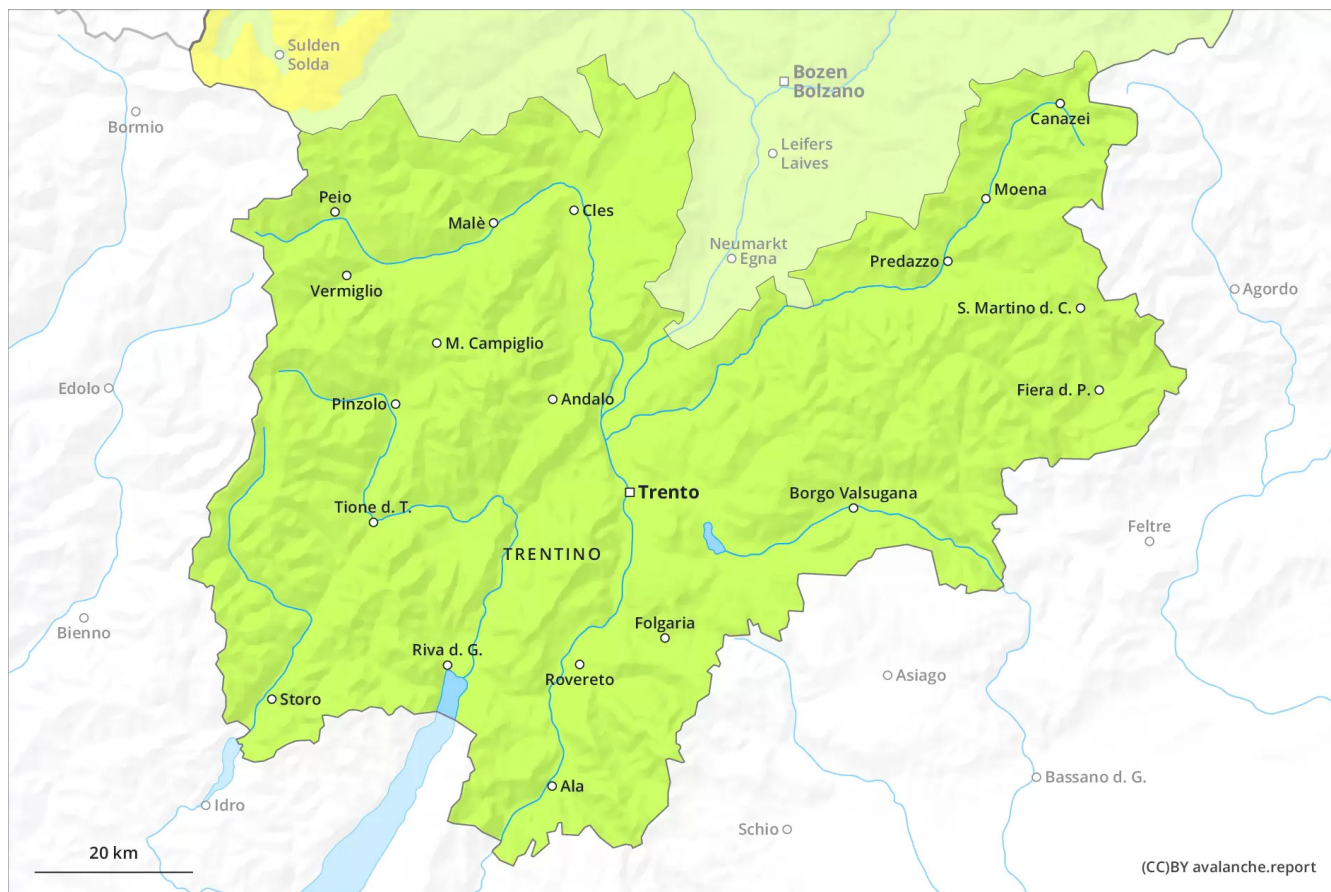 Sulden
Solda
Bozen
Bolzano
Bormio
Canazei
Leifers
Laives
Peio
Malè
Cles
Moena
Neumarkt
Egna
Predazzo
Vermiglio
Agordo
S. Martino d. C.
M. Campiglio
Edolo
Pinzolo
Andalo
Fiera d. P.
Trento
Borgo Valsugana
Tione d. T.
Feltre
TRENTINO
Bienno
Folgaria
Riva d. G.
Rovereto
Asiago
Storo
Bassano d. G.
Ala
Idro
Schio
20 km
(CC)BY avalanche.report